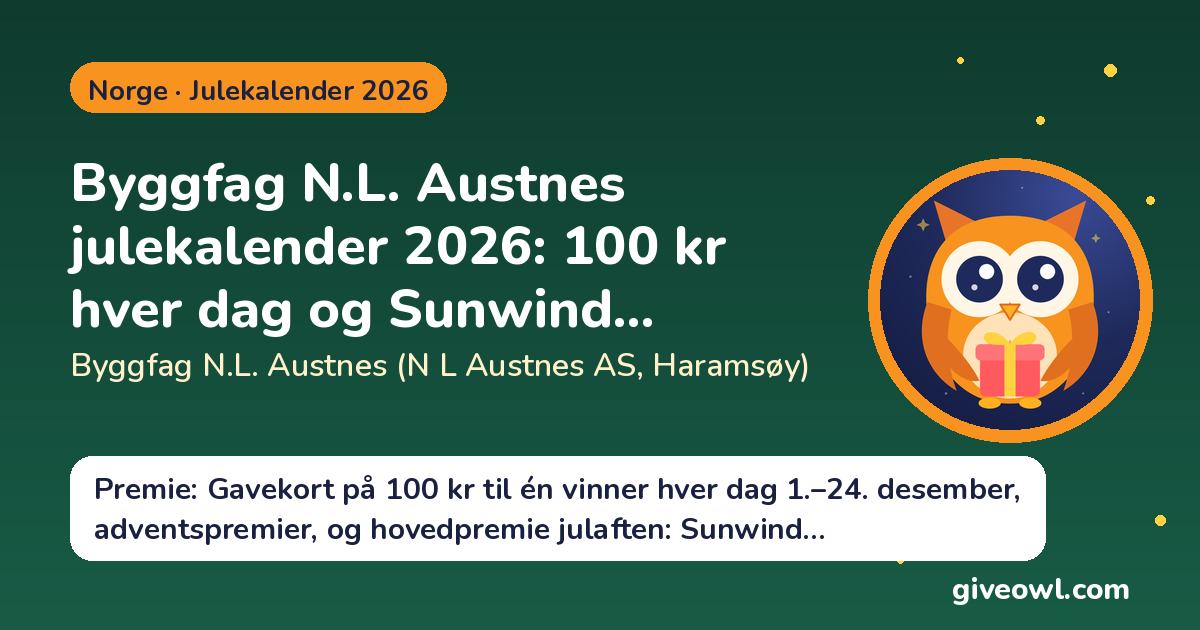 Norge · Julekalender 2026
Byggfag N.L. Austnes
julekalender 2026: 100 kr
hver dag og Sunwind...
Byggfag N.L. Austnes (N L Austnes AS, Haramsøy)
Premie: Gavekort på 100 kr til én vinner hver dag 1.–24. desember,
adventspremier, og hovedpremie julaften: Sunwind...
giveowl.com